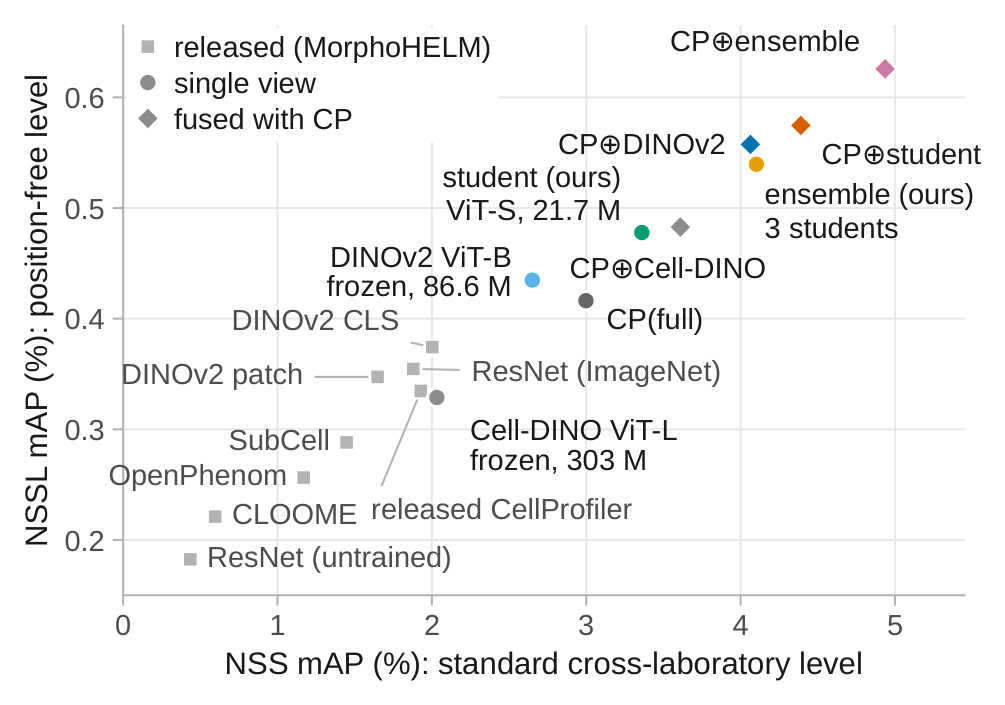 released (MorphoHELM)
single view
fused with CP
CP⊕ensemble
CP⊕DINOv2
CP⊕student
student (ours)
ViT-S, 21.7 M
ensemble (ours)
3 students
DINOv2 ViT-B
frozen, 86.6 M
CP⊕Cell-DINO
CP(full)
DINOv2 CLS
DINOv2 patch
ResNet (ImageNet)
Cell-DINO ViT-L
frozen, 303 M
SubCell
OpenPhenom
CLOOME
released CellProfiler
ResNet (untrained)
NSSL mAP (%): position-free level
0.6
0.5
0.4
0.3
0.2
0 1 2 3 4 5
NSS mAP (%): standard cross-laboratory level